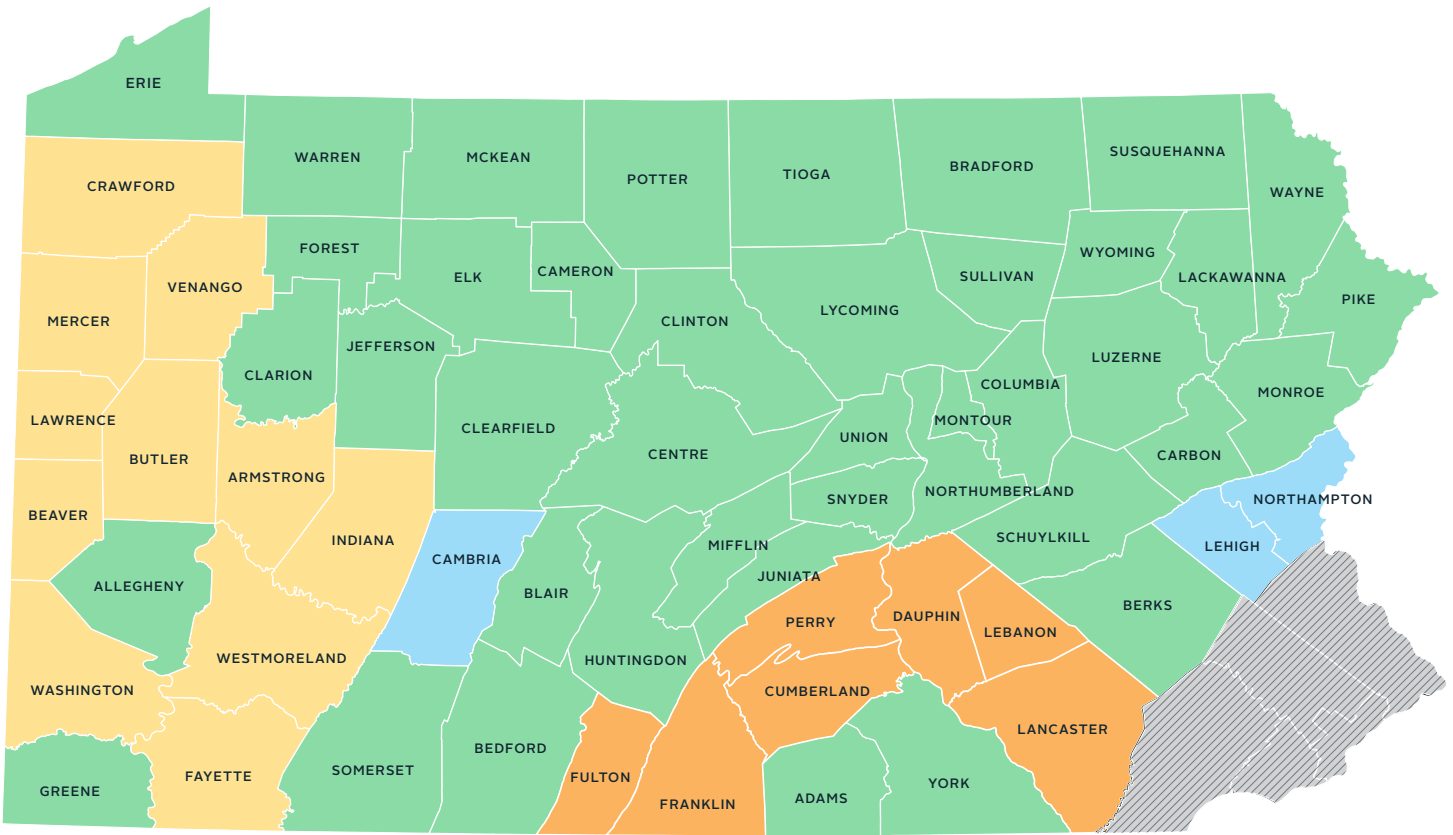 ERIE
WARREN
MCKEAN
POTTER
TIOGA
BRADFORD
SUSQUEHANNA
WAYNE
CRAWFORD
FOREST
ELK
CAMERON
SULLIVAN
WYOMING
LACKAWANNA
PIKE
VENANGO
MERCER
CLINTON
LYCOMING
JEFFERSON
CLARION
LUZERNE
COLUMBIA
MONROE
LAWRENCE
MONTOUR
CLEARFIELD
UNION
BUTLER
CENTRE
CARBON
ARMSTRONG
SNYDER
NORTHUMBERLAND
NORTHAMPTON
BEAVER
INDIANA
SCHUYLKILL
MIFFLIN
LEHIGH
CAMBRIA
JUNIATA
ALLEGHENY
BLAIR
BERKS
PERRY
DAUPHIN
LEBANON
WESTMORELAND
HUNTINGDON
WASHINGTON
CUMBERLAND
LANCASTER
BEDFORD
SOMERSET
FAYETTE
FULTON
YORK
GREENE
ADAMS
FRANKLIN